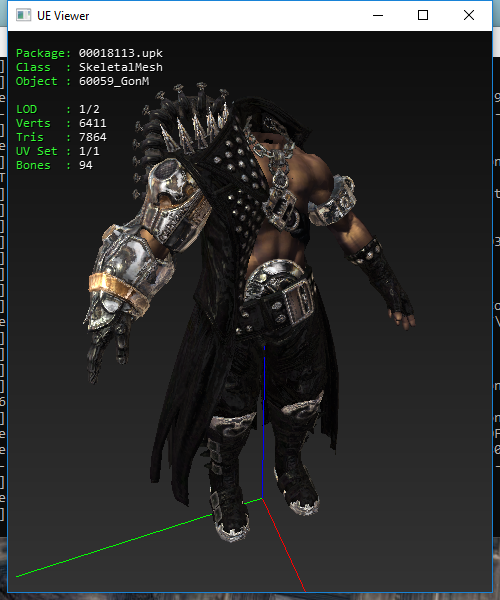 UE Viewer
Package: 00018113.upk
Class : SkeletalMesh
Object : 60059_GonM
LOD : 1/2
Verts : 6411
Tris : 7864
UV Set : 1/1
Bones : 94